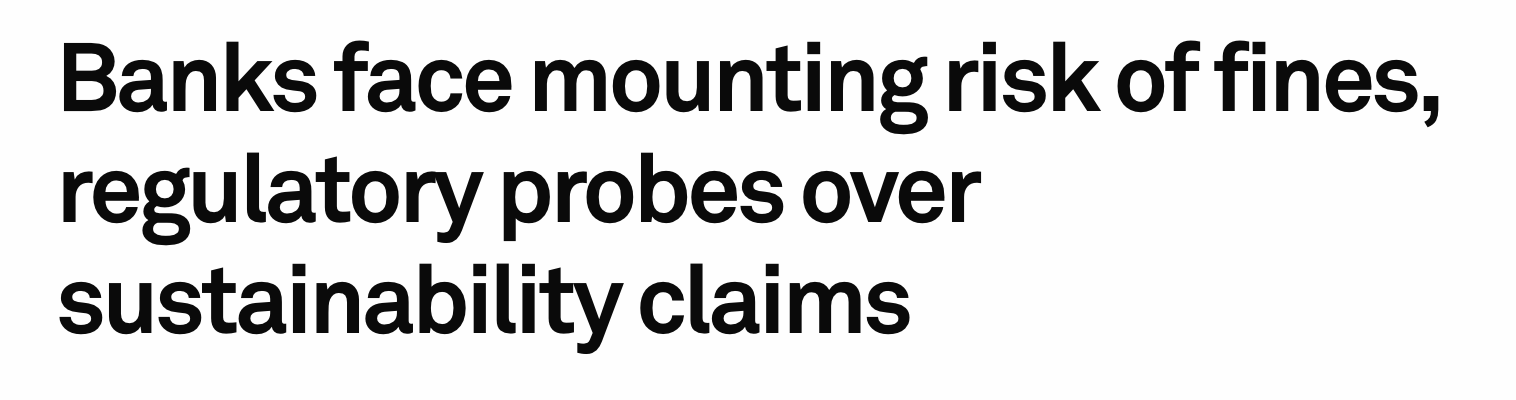 Banks face mounting risk of fines,
regulatory probes over
sustainability claims